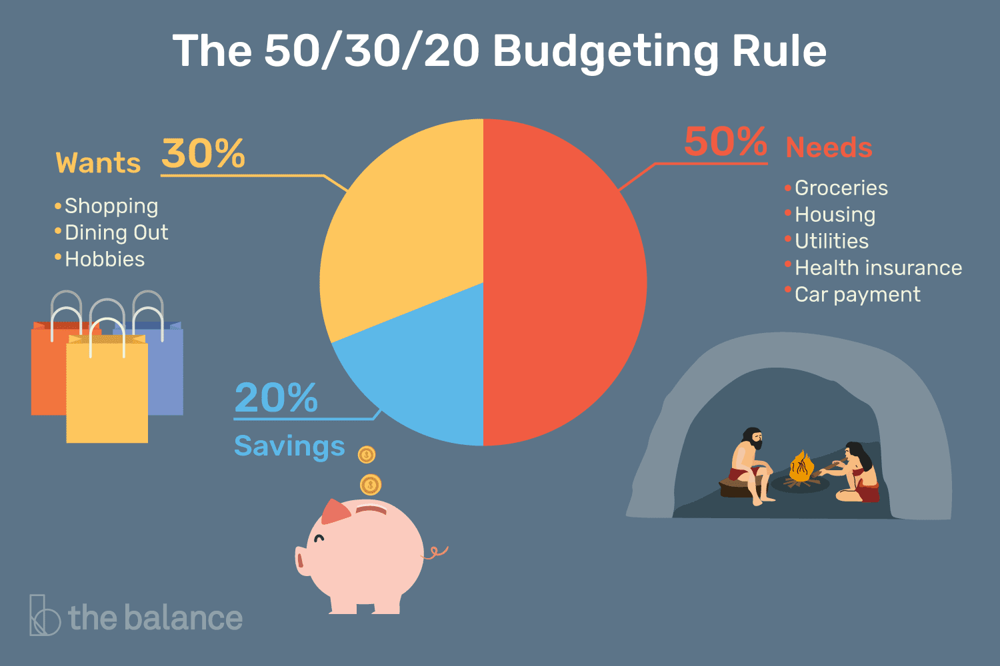 The 50/30/20 Budgeting Rule
Wants 30%
• Shopping
• Dining Out
• Hobbies
50% Needs
• Groceries
• Housing
• Utilities
• Health insurance
• Car payment
20%
Savings
$
$
the balance